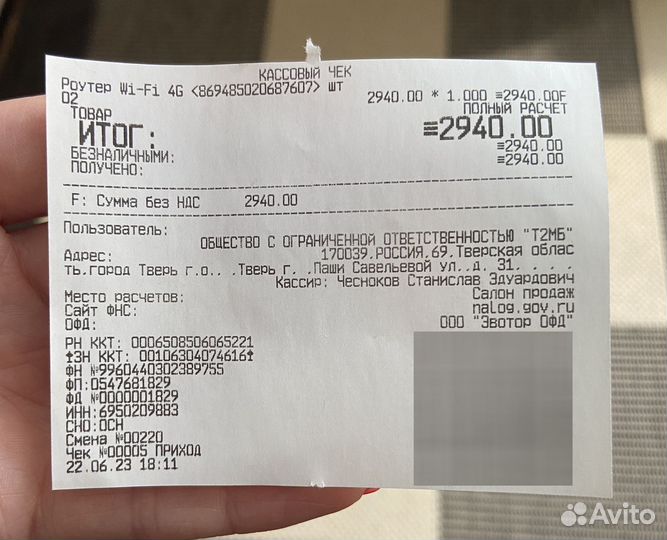 КАССОВЫЙ ЧЕК
Роутер Wi-Fi 4G <869485020687607> шт
02 2940.00 * 1.000 ≡2940.00F
ТОВАР ПОЛНЫЙ РАСЧЕТ
ИТОГ: ≡2940.00
БЕЗНАЛИЧНЫМИ: ≡2940.00
ПОЛУЧЕНО: ≡2940.00
F: Сумма без НДС 2940.00
Пользователь:
ОБЩЕСТВО С ОГРАНИЧЕННОЙ ОТВЕТСТВЕННОСТЬЮ "Т2МБ"
Адрес: 170039.РОССИЯ.69.Тверская облас
ть.город Тверь г.о.. .Тверь г. .Паши Савельевой ул..д. 31. . . .
Кассир: Чесноков Станислав Эдуардович
Место расчетов: Салон продаж
Сайт ФНС: nalog.gov.ru
ОФД: ООО "Эвотор ОФД"
РН ККТ: 0006508506065221
↑ЗН ККТ: 00106304074616↑
ФН №9960440302389755
ФП:0547681829
ФД №0000001829
ИНН:6950209883
СНО:ОСН
Смена №00220
Чек №00005 ПРИХОД
22.06.23 18:11
Avito